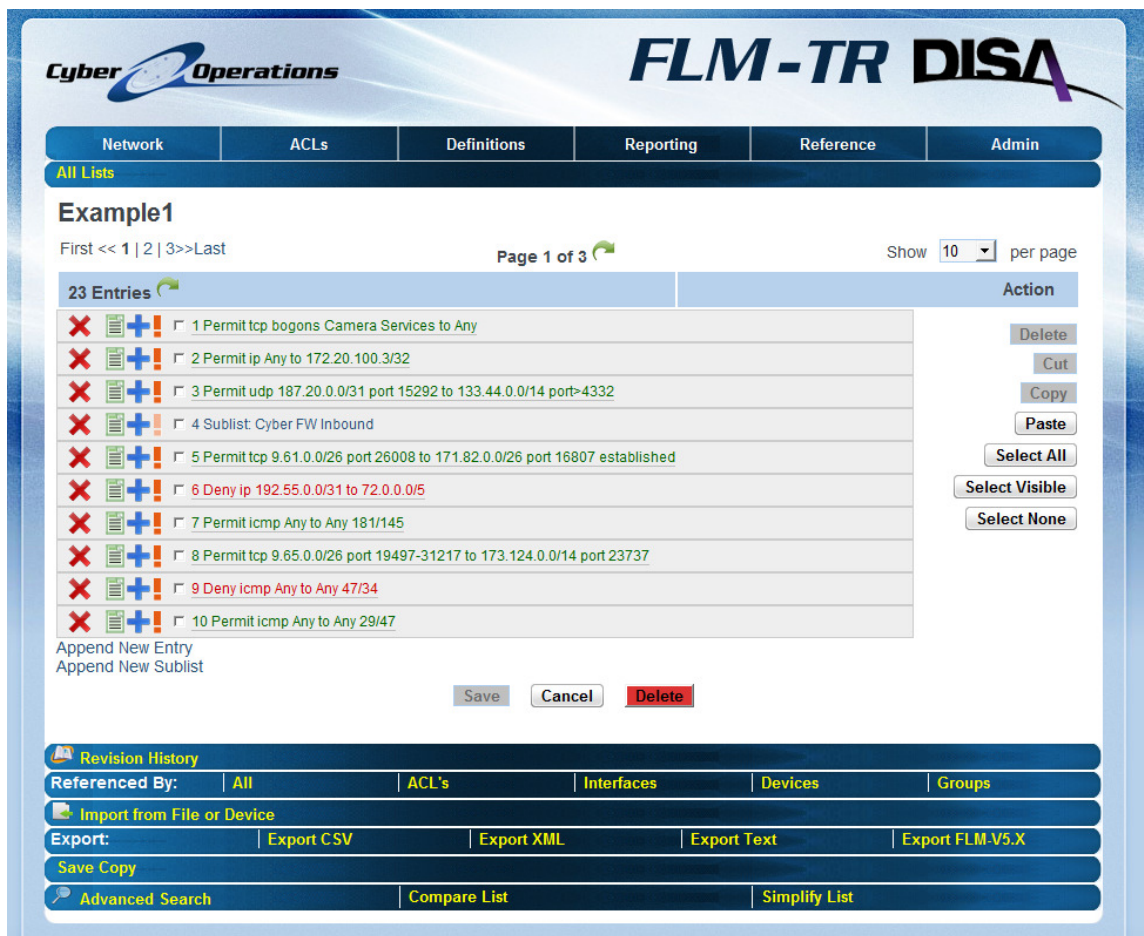 Cyber Operations
FLM-TR DISA
Network ACLs Definitions Reporting Reference Admin
All Lists
Example1
First << 1 | 2 | 3>>Last Page 1 of 3 Show 10 per page
23 Entries Action
1 Permit tcp bogons Camera Services to Any
2 Permit ip Any to 172.20.100.3/32
3 Permit udp 187.20.0.0/31 port 15292 to 133.44.0.0/14 port>4332
4 Sublist: Cyber FW Inbound
5 Permit tcp 9.61.0.0/26 port 26008 to 171.82.0.0/26 port 16807 established
6 Deny ip 192.55.0.0/31 to 72.0.0.0/5
7 Permit icmp Any to Any 181/145
8 Permit tcp 9.65.0.0/26 port 19497-31217 to 173.124.0.0/14 port 23737
9 Deny icmp Any to Any 47/34
10 Permit icmp Any to Any 29/47
Delete
Cut
Copy
Paste
Select All
Select Visible
Select None
Append New Entry
Append New Sublist
Save Cancel Delete
Revision History
Referenced By: All ACL's Interfaces Devices Groups
Import from File or Device
Export: Export CSV Export XML Export Text Export FLM-V5.X
Save Copy
Advanced Search Compare List Simplify List